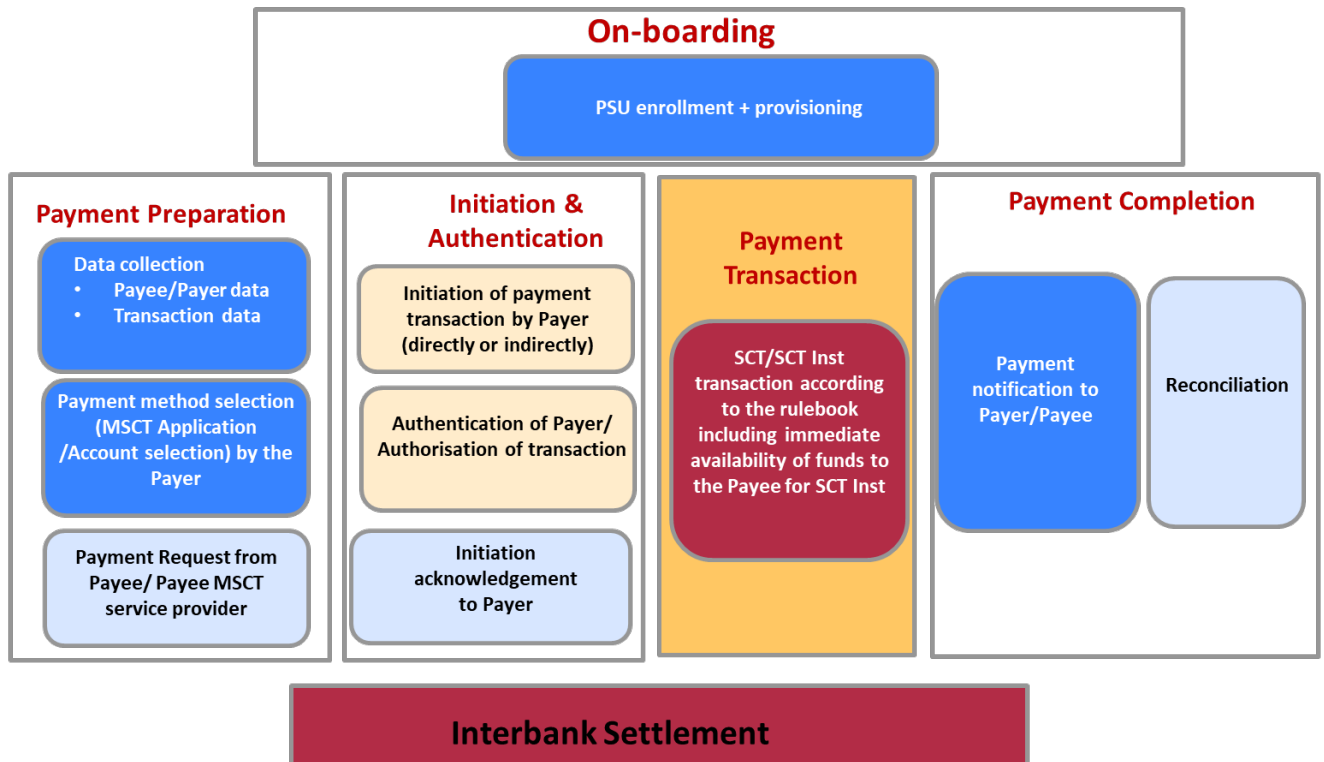 On-boarding
PSU enrollment + provisioning
Payment Preparation
Data collection
• Payee/Payer data
• Transaction data
Payment method selection
(MSCT Application
/Account selection) by the
Payer
Payment Request from
Payee/ Payee MSCT
service provider
Initiation &
Authentication
Initiation of payment
transaction by Payer
(directly or indirectly)
Authentication of Payer/
Authorisation of transaction
Initiation
acknowledgement
to Payer
Payment
Transaction
SCT/SCT Inst
transaction according
to the rulebook
including immediate
availability of funds to
the Payee for SCT Inst
Payment Completion
Payment
notification to
Payer/Payee
Reconciliation
Interbank Settlement